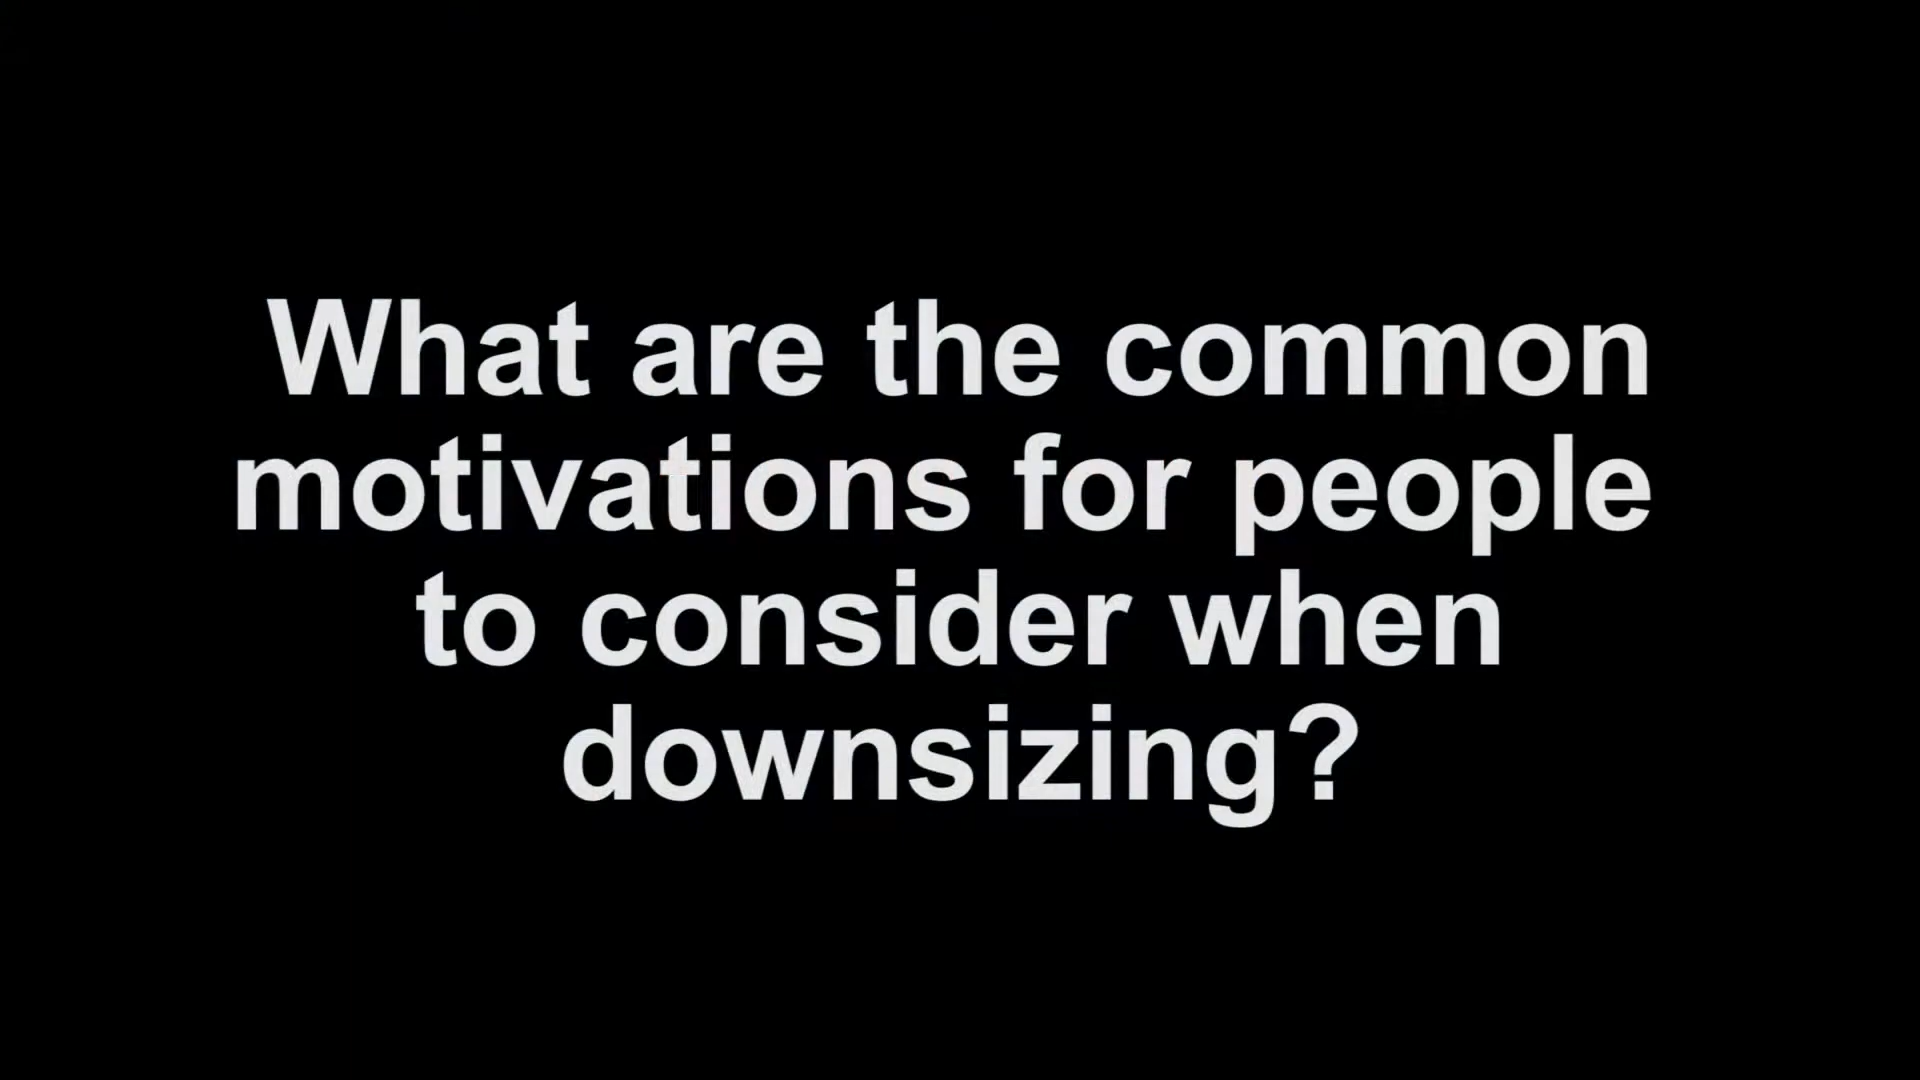 What are the common
motivations for people
to consider when
downsizing?